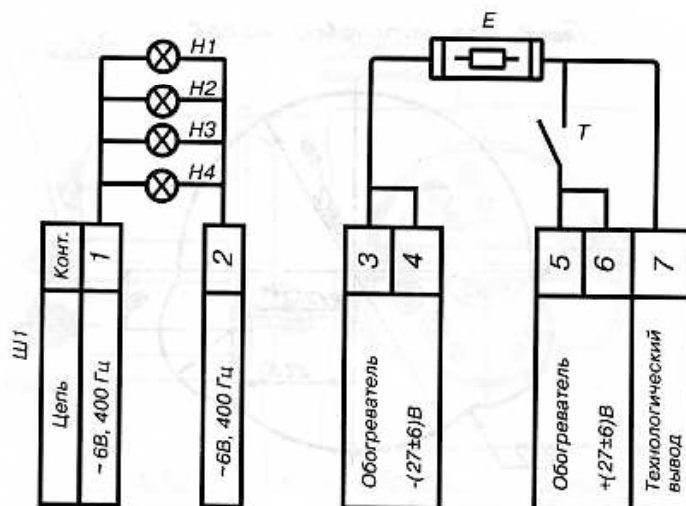 E
H1
H2
H3
H4
T
Ш1
Конт.
1
2
3
4
5
6
7
Цепь
~6В, 400 Гц
~6В, 400 Гц
Обогреватель
-(27±6)В
Обогреватель
+(27±6)В
Технологический
вывод